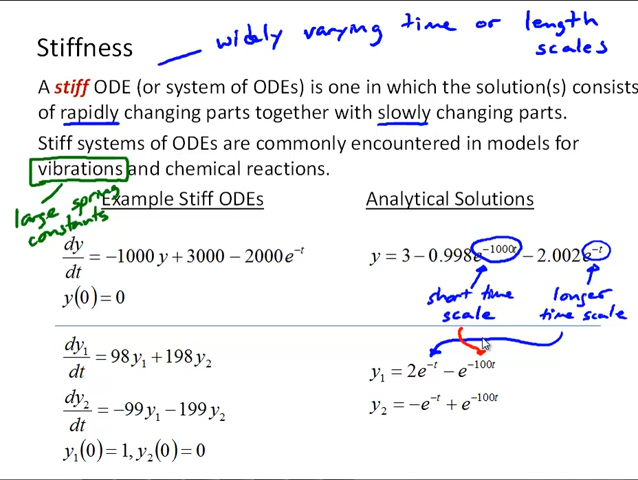 Stiffness
widely varying time or length
scales
A stiff ODE (or system of ODEs) is one in which the solution(s) consists
of rapidly changing parts together with slowly changing parts.
Stiff systems of ODEs are commonly encountered in models for
vibrations and chemical reactions.
large spring
constants
Example Stiff ODEs
Analytical Solutions
dy/dt = −1000y + 3000 − 2000e^{−t}
y(0) = 0
y = 3 − 0.998e^{−1000t} − 2.002e^{−t}
short time
scale
longer
time scale
dy₁/dt = 98y₁ + 198y₂
dy₂/dt = −99y₁ − 199y₂
y₁(0) = 1, y₂(0) = 0
y₁ = 2e^{−t} − e^{−100t}
y₂ = −e^{−t} + e^{−100t}